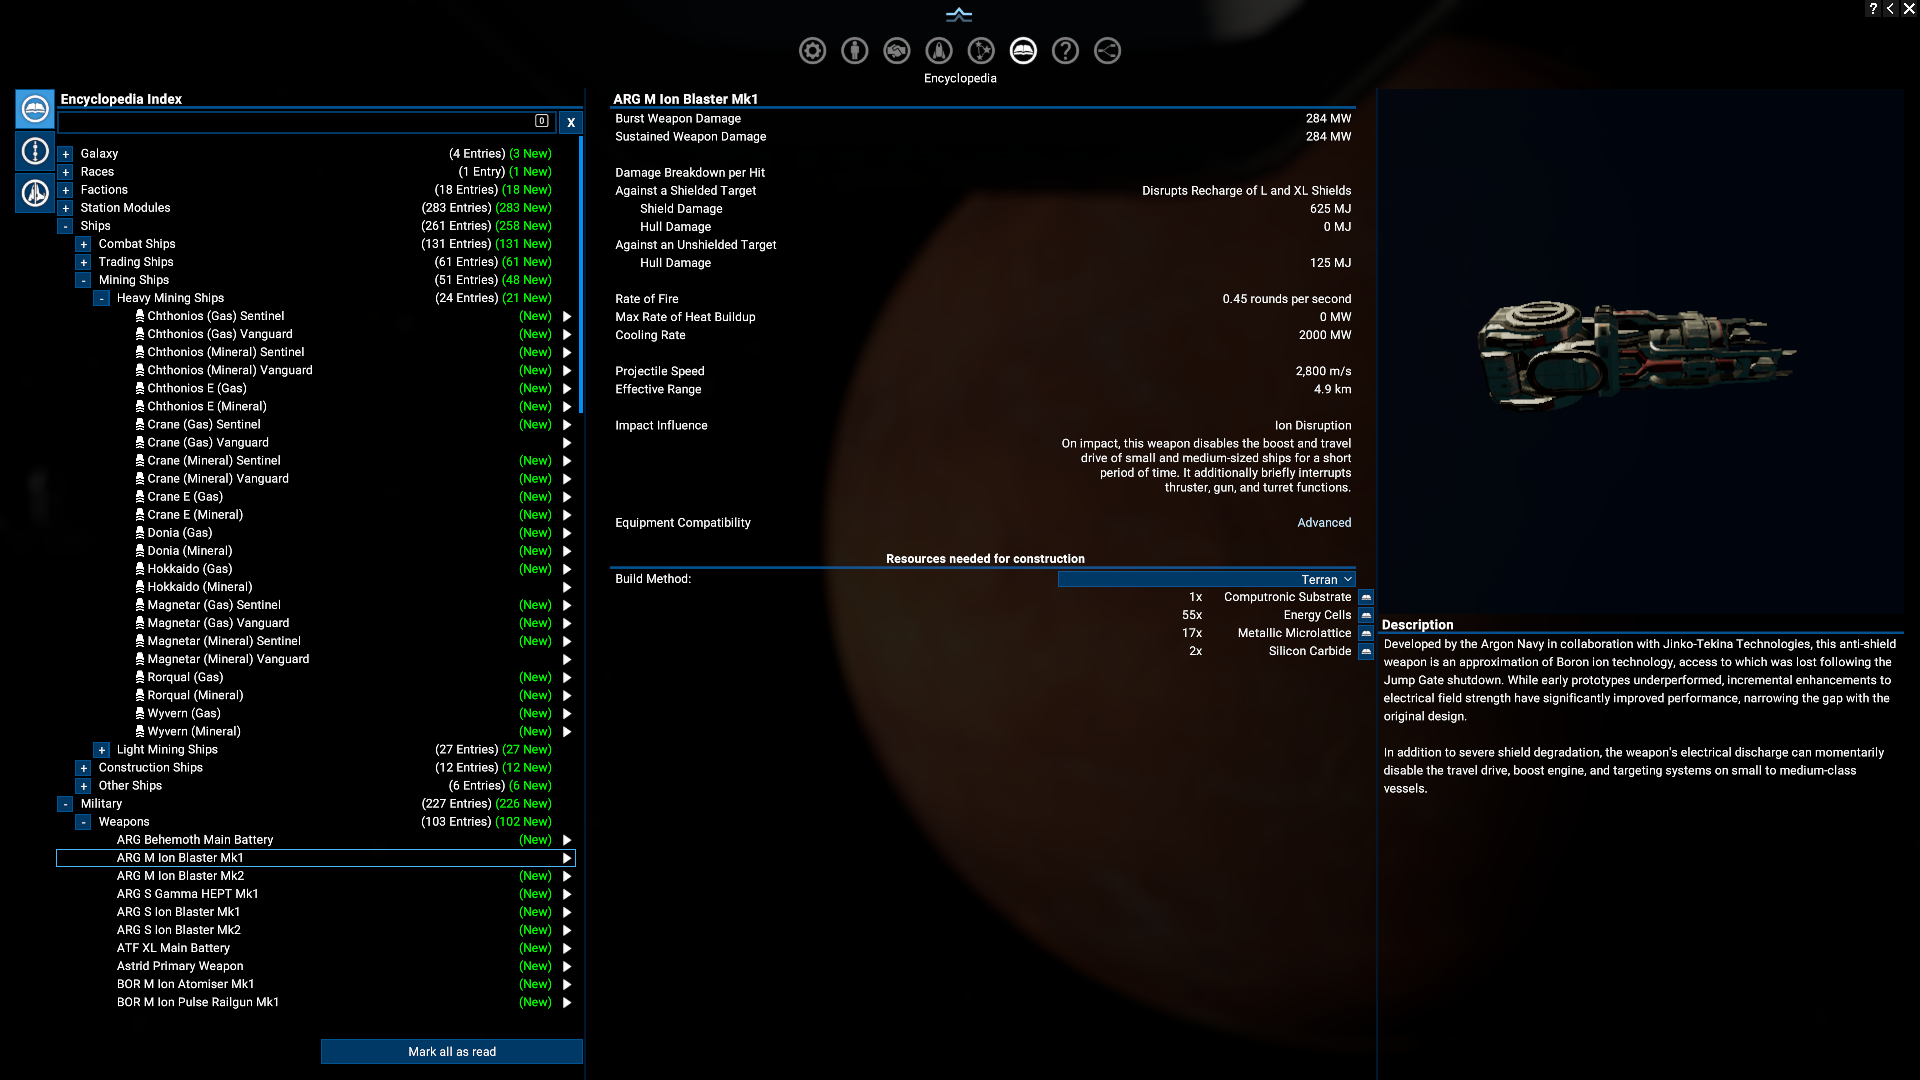 ? < X
Encyclopedia
Encyclopedia Index
0 X
+ Galaxy (4 Entries) (3 New)
+ Races (1 Entry) (1 New)
+ Factions (18 Entries) (18 New)
+ Station Modules (283 Entries) (283 New)
- Ships (261 Entries) (258 New)
+ Combat Ships (131 Entries) (131 New)
+ Trading Ships (61 Entries) (61 New)
- Mining Ships (51 Entries) (48 New)
- Heavy Mining Ships (24 Entries) (21 New)
Chthonios (Gas) Sentinel (New)
Chthonios (Gas) Vanguard (New)
Chthonios (Mineral) Sentinel (New)
Chthonios (Mineral) Vanguard (New)
Chthonios E (Gas) (New)
Chthonios E (Mineral) (New)
Crane (Gas) Sentinel (New)
Crane (Gas) Vanguard
Crane (Mineral) Sentinel (New)
Crane (Mineral) Vanguard (New)
Crane E (Gas) (New)
Crane E (Mineral) (New)
Donia (Gas) (New)
Donia (Mineral) (New)
Hokkaido (Gas) (New)
Hokkaido (Mineral)
Magnetar (Gas) Sentinel (New)
Magnetar (Gas) Vanguard (New)
Magnetar (Mineral) Sentinel (New)
Magnetar (Mineral) Vanguard
Rorqual (Gas) (New)
Rorqual (Mineral) (New)
Wyvern (Gas) (New)
Wyvern (Mineral) (New)
+ Light Mining Ships (27 Entries) (27 New)
+ Construction Ships (12 Entries) (12 New)
+ Other Ships (6 Entries) (6 New)
- Military (227 Entries) (226 New)
- Weapons (103 Entries) (102 New)
ARG Behemoth Main Battery (New)
ARG M Ion Blaster Mk1
ARG M Ion Blaster Mk2 (New)
ARG S Gamma HEPT Mk1 (New)
ARG S Ion Blaster Mk1 (New)
ARG S Ion Blaster Mk2 (New)
ATF XL Main Battery (New)
Astrid Primary Weapon (New)
BOR M Ion Atomiser Mk1 (New)
BOR M Ion Pulse Railgun Mk1 (New)
Mark all as read
ARG M Ion Blaster Mk1
Burst Weapon Damage 284 MW
Sustained Weapon Damage 284 MW
Damage Breakdown per Hit
Against a Shielded Target Disrupts Recharge of L and XL Shields
Shield Damage 625 MJ
Hull Damage 0 MJ
Against an Unshielded Target
Hull Damage 125 MJ
Rate of Fire 0.45 rounds per second
Max Rate of Heat Buildup 0 MW
Cooling Rate 2000 MW
Projectile Speed 2,800 m/s
Effective Range 4.9 km
Impact Influence Ion Disruption
On impact, this weapon disables the boost and travel
drive of small and medium-sized ships for a short
period of time. It additionally briefly interrupts
thruster, gun, and turret functions.
Equipment Compatibility Advanced
Resources needed for construction
Build Method: Terran
1x Computronic Substrate
55x Energy Cells
17x Metallic Microlattice
2x Silicon Carbide
Description
Developed by the Argon Navy in collaboration with Jinko-Tekina Technologies, this anti-shield
weapon is an approximation of Boron ion technology, access to which was lost following the
Jump Gate shutdown. While early prototypes underperformed, incremental enhancements to
electrical field strength have significantly improved performance, narrowing the gap with the
original design.
In addition to severe shield degradation, the weapon's electrical discharge can momentarily
disable the travel drive, boost engine, and targeting systems on small to medium-class
vessels.